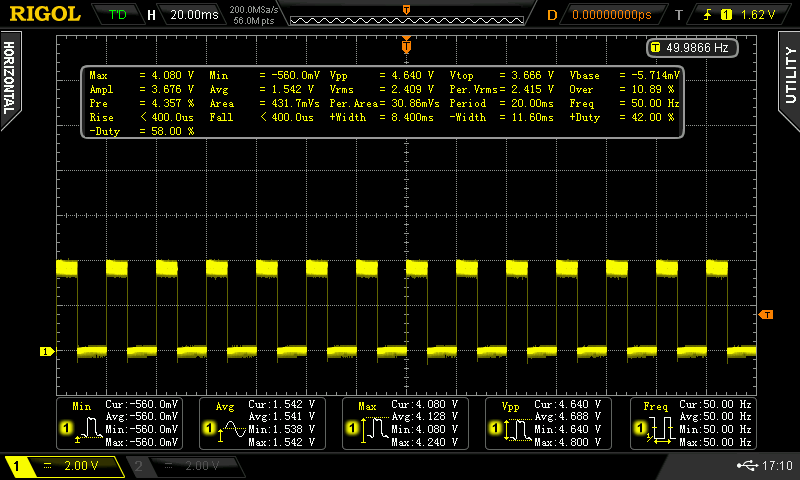 RIGOL T'D H 20.00ms 200.0MSa/s 56.0M pts T D 0.00000000ps T 1 1.62 V
HORIZONTAL
UTILITY
T
T 49.9866 Hz
Max = 4.080 V Min = -560.0mV Vpp = 4.640 V Vtop = 3.666 V Vbase = -5.714mV
Ampl = 3.676 V Avg = 1.542 V Vrms = 2.409 V Per.Vrms= 2.415 V Over = 10.89 %
Pre = 4.357 % Area = 431.7mVs Per.Area= 30.86mVs Period = 20.00ms Freq = 50.00 Hz
Rise < 400.0us Fall < 400.0us +Width = 8.400ms -Width = 11.60ms +Duty = 42.00 %
-Duty = 58.00 %
T
1
Min Cur:-560.0mV
Avg:-560.0mV
1 Min:-560.0mV
Max:-560.0mV
Avg Cur:1.542 V
Avg:1.541 V
1 Min:1.538 V
Max:1.542 V
Max Cur:4.080 V
Avg:4.128 V
1 Min:4.080 V
Max:4.240 V
Vpp Cur:4.640 V
Avg:4.688 V
1 Min:4.640 V
Max:4.800 V
Freq Cur:50.00 Hz
Avg:50.00 Hz
1 Min:50.00 Hz
Max:50.00 Hz
1 2.00 V 2 2.00 V 17:10